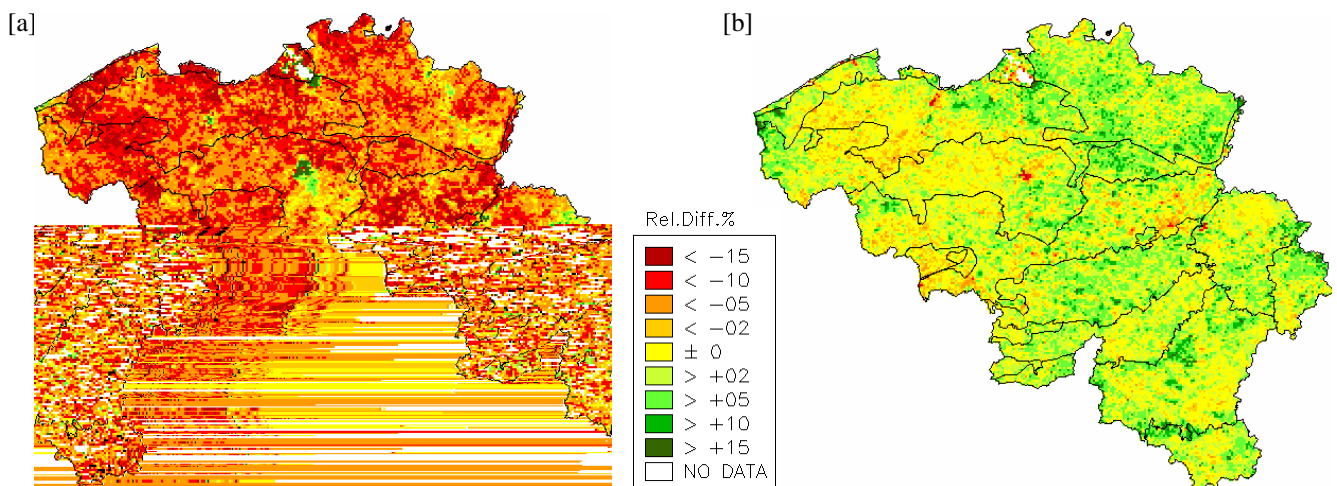 [a]
[b]
Rel.Diff.%
< -15
< -10
< -05
< -02
± 0
> +02
> +05
> +10
> +15
NO DATA